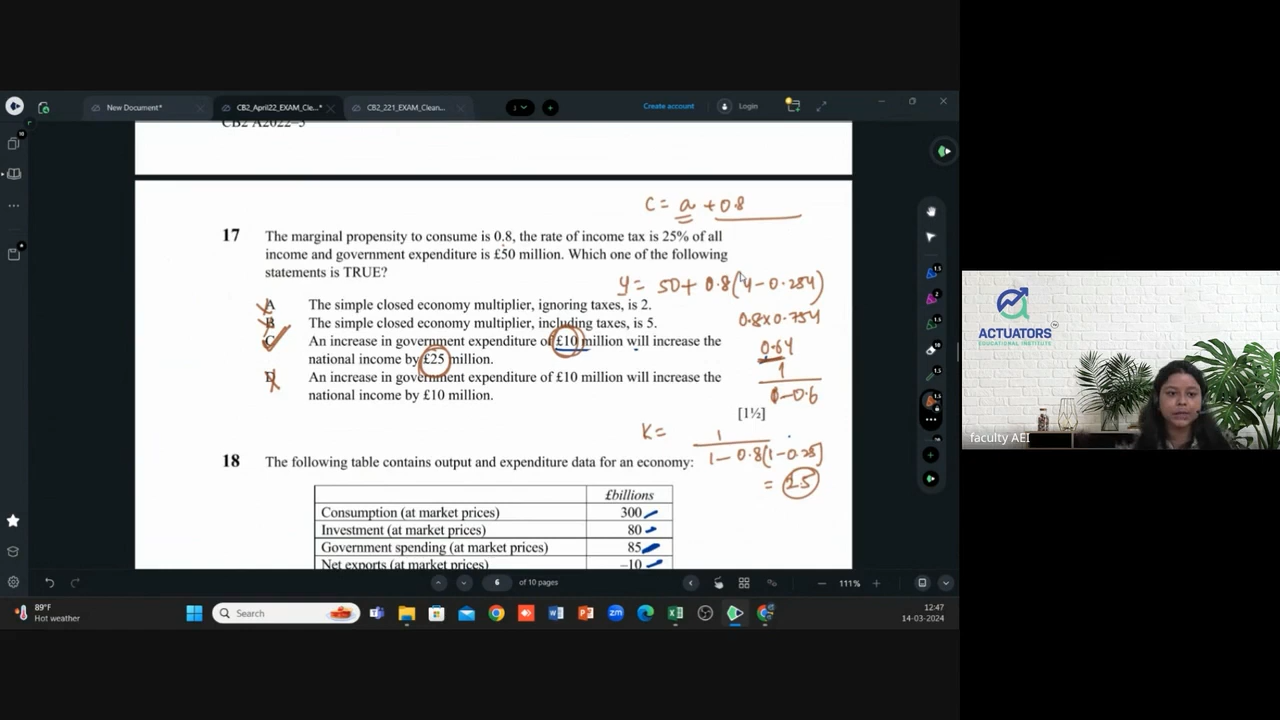 New Document*
CB2_April22_EXAM_Cle...*
CB2_221_EXAM_Clean...
1
Create account
Login
CB2 A2022–5
C = a + 0.8
17 The marginal propensity to consume is 0.8, the rate of income tax is 25% of all
income and government expenditure is £50 million. Which one of the following
statements is TRUE?
y = 50 + 0.8(y – 0.25y)
0.8 x 0.75y
0.6y
1
1 – 0.6
A The simple closed economy multiplier, ignoring taxes, is 2.
B The simple closed economy multiplier, including taxes, is 5.
C An increase in government expenditure of £10 million will increase the
national income by £25 million.
D An increase in government expenditure of £10 million will increase the
national income by £10 million.
[1½]
K = 1
1 – 0.8(1 – 0.25)
= 2.5
18 The following table contains output and expenditure data for an economy:
£billions
Consumption (at market prices) 300
Investment (at market prices) 80
Government spending (at market prices) 85
Net exports (at market prices) –10
6 of 10 pages
111%
89°F
Hot weather
Search
12:47
14-03-2024
ACTUATORS
EDUCATIONAL INSTITUTE
faculty AEI